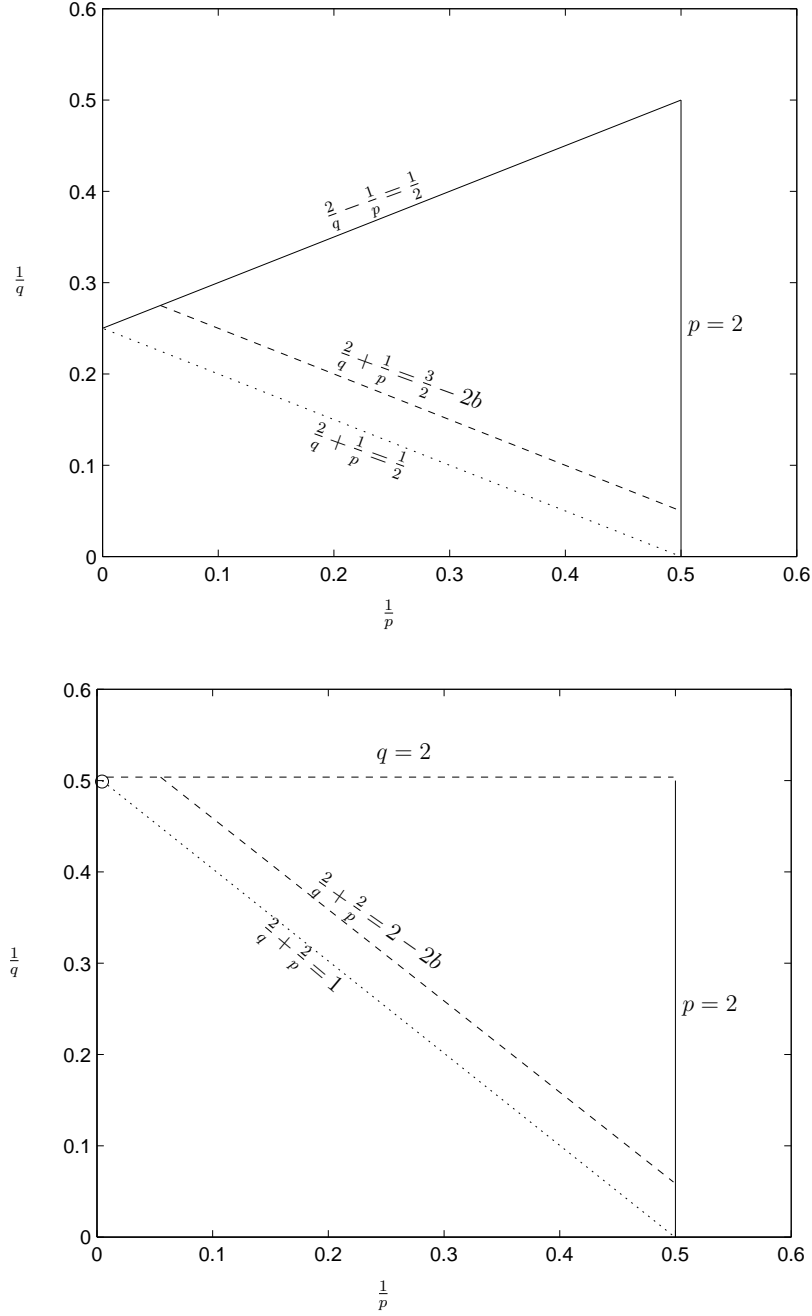 0.6
0.5
0.4
0.3
0.2
0.1
0
0 0.1 0.2 0.3 0.4 0.5 0.6
1/q
1/p
2/q − 1/p = 1/2
2/q + 1/p = 3/2 − 2b
2/q + 1/p = 1/2
p = 2
0.6
0.5
0.4
0.3
0.2
0.1
0
0 0.1 0.2 0.3 0.4 0.5 0.6
1/q
1/p
q = 2
2/q + 2/p = 2 − 2b
2/q + 2/p = 1
p = 2